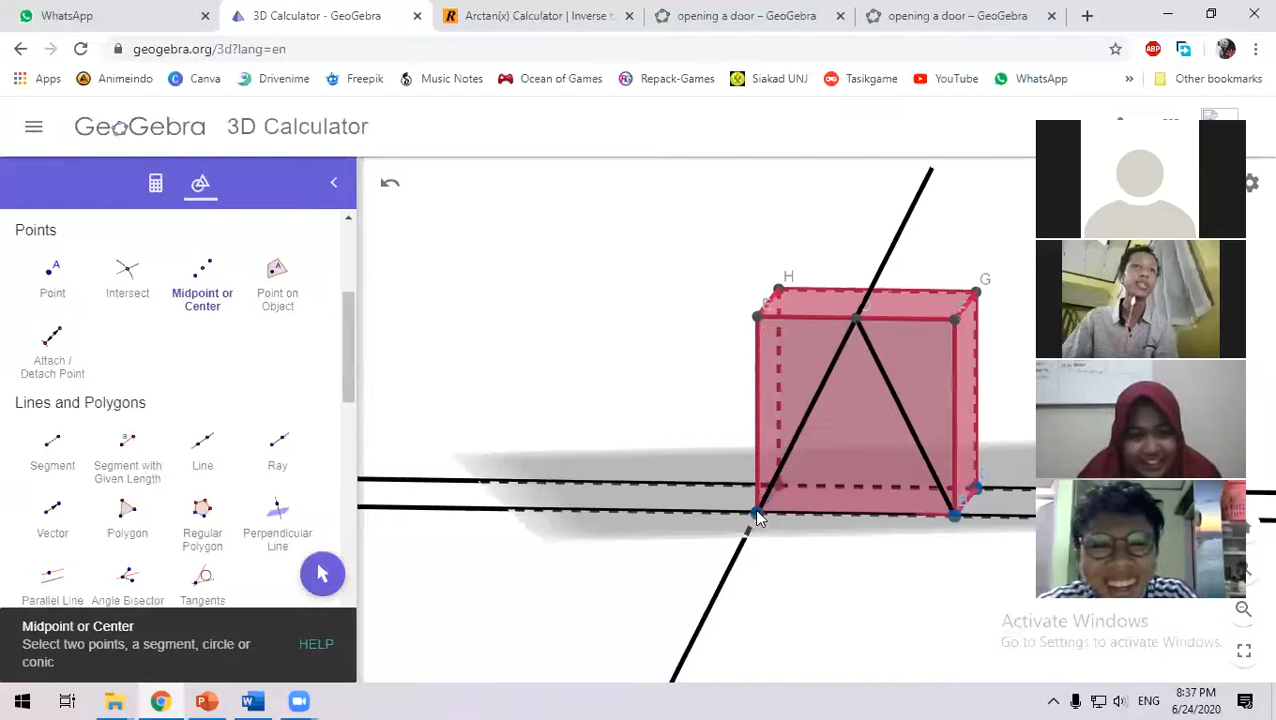 WhatsApp
3D Calculator - GeoGebra
Arctan(x) Calculator | Inverse t
opening a door – GeoGebra
opening a door – GeoGebra
geogebra.org/3d?lang=en
ABP
Apps
Animeindo
Canva
Drivenime
Freepik
Music Notes
Ocean of Games
Repack-Games
Siakad UNJ
Tasikgame
YouTube
WhatsApp
Other bookmarks
GeoGebra 3D Calculator
Points
Point
Intersect
Midpoint or
Center
Point on
Object
Attach /
Detach Point
Lines and Polygons
Segment
Segment with
Given Length
Line
Ray
Vector
Polygon
Regular
Polygon
Perpendicular
Line
Parallel Line
Angle Bisector
Tangents
Midpoint or Center
Select two points, a segment, circle or
conic
HELP
H
G
Activate Windows
Go to Settings to activate Windows.
ENG
8:37 PM
6/24/2020